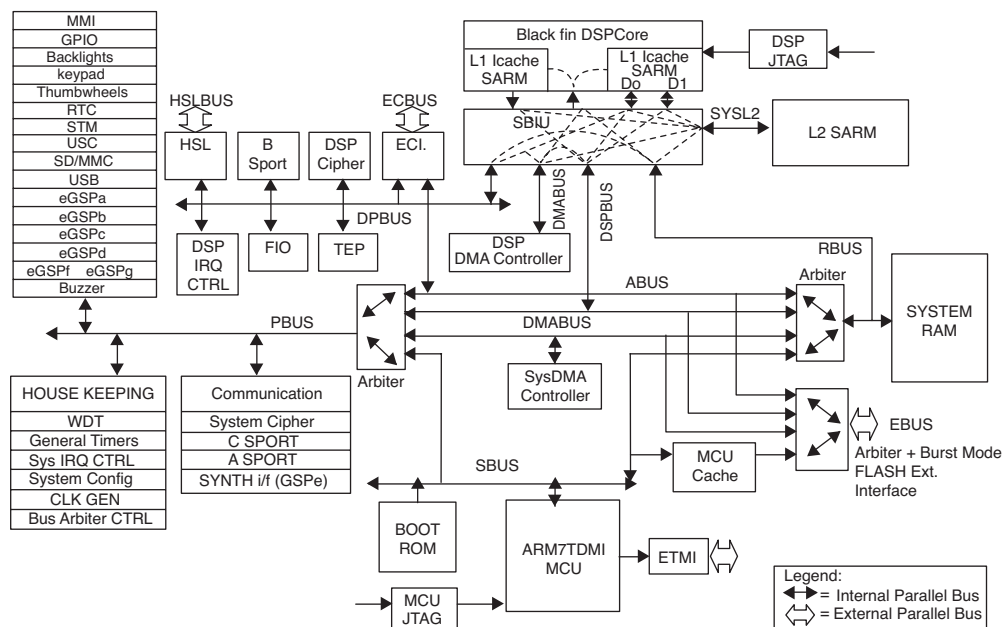 MMI
GPIO
Backlights
keypad
Thumbwheels
RTC
STM
USC
SD/MMC
USB
eGSPa
eGSPb
eGSPc
eGSPd
eGSPf eGSPg
Buzzer
Black fin DSPCore
L1 Icache
SARM
L1 Icache
SARM
Do D1
DSP
JTAG
SBIU
SYSL2
L2 SARM
HSLBUS
HSL
B
Sport
DSP
Cipher
ECBUS
ECI.
DPBUS
DSP
IRQ
CTRL
FIO
TEP
DMABUS
DSPBUS
DSP
DMA Controller
RBUS
ABUS
Arbiter
SYSTEM
RAM
PBUS
DMABUS
Arbiter
SysDMA
Controller
HOUSE KEEPING
WDT
General Timers
Sys IRQ CTRL
System Config
CLK GEN
Bus Arbiter CTRL
Communication
System Cipher
C SPORT
A SPORT
SYNTH i/f (GSPe)
EBUS
Arbiter + Burst Mode
FLASH Ext.
Interface
MCU
Cache
SBUS
BOOT
ROM
ARM7TDMI
MCU
ETMI
MCU
JTAG
Legend:
= Internal Parallel Bus
= External Parallel Bus